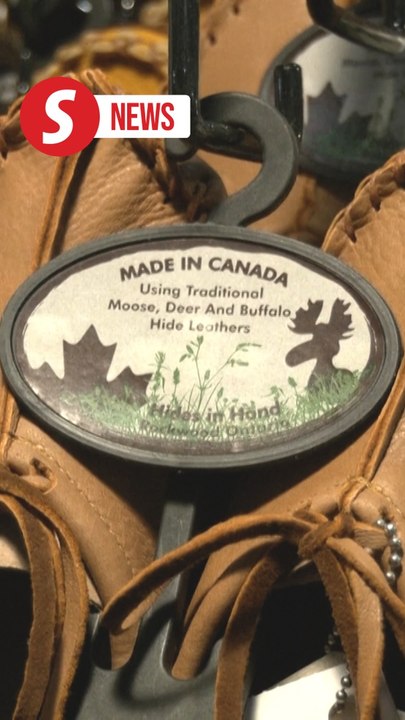 S NEWS
MADE IN CANADA
Using Traditional
Moose, Deer And Buffalo
Hide Leathers
Hides in Hand
Rockwood Ontario